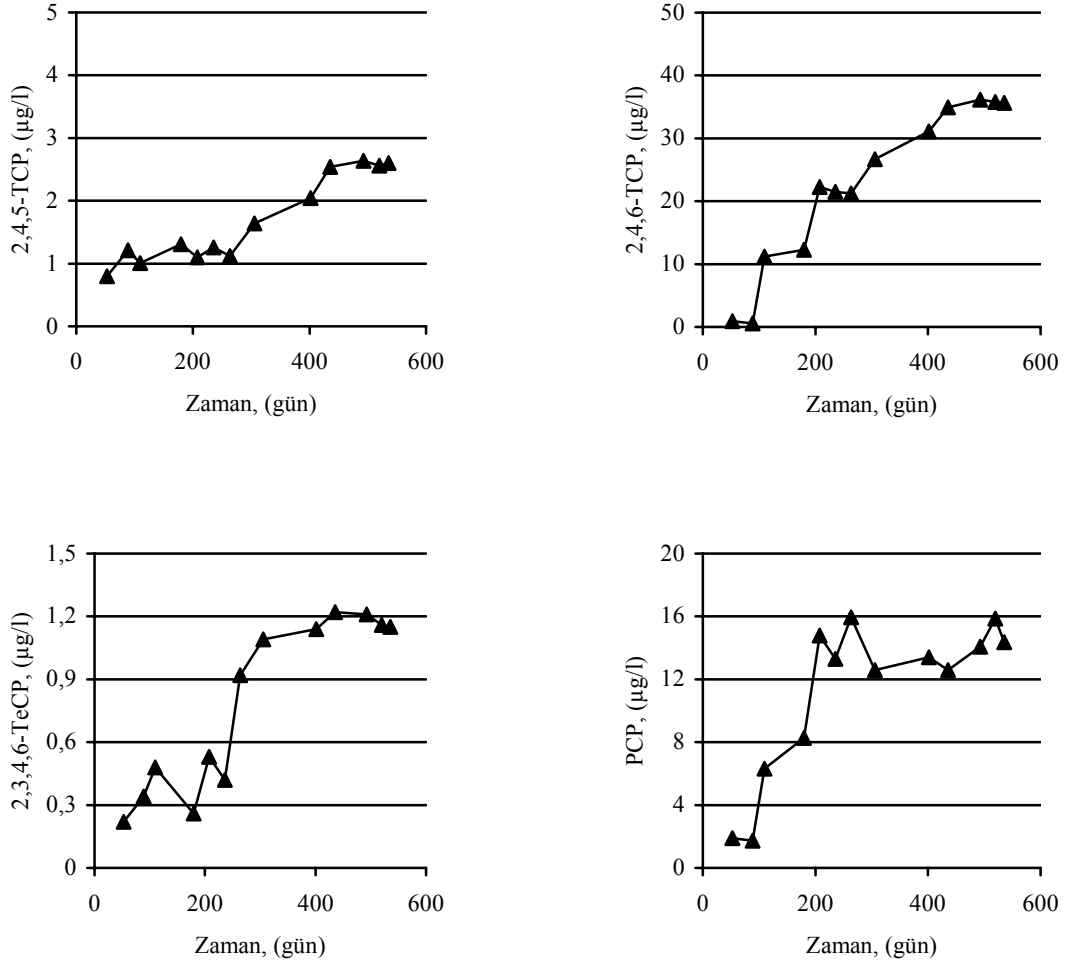 2,4,5-TCP, (µg/l)
5
4
3
2
1
0
0 200 400 600
Zaman, (gün)
2,4,6-TCP, (µg/l)
50
40
30
20
10
0
0 200 400 600
Zaman, (gün)
2,3,4,6-TeCP, (µg/l)
1,5
1,2
0,9
0,6
0,3
0
0 200 400 600
Zaman, (gün)
PCP, (µg/l)
20
16
12
8
4
0
0 200 400 600
Zaman, (gün)